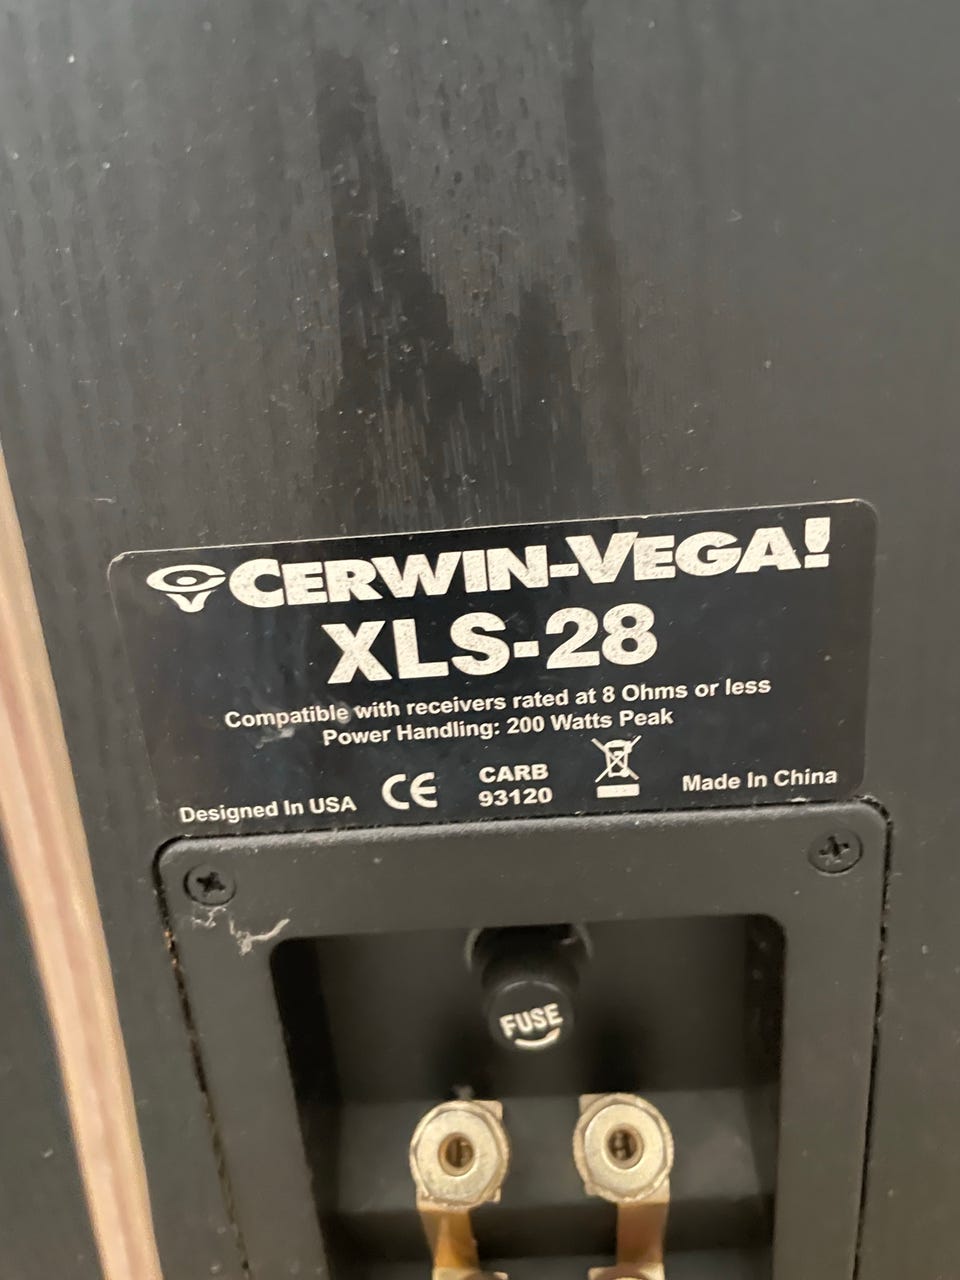 CERWIN-VEGA!
XLS-28
Compatible with receivers rated at 8 Ohms or less
Power Handling: 200 Watts Peak
Designed In USA CE CARB 93120 Made In China
FUSE